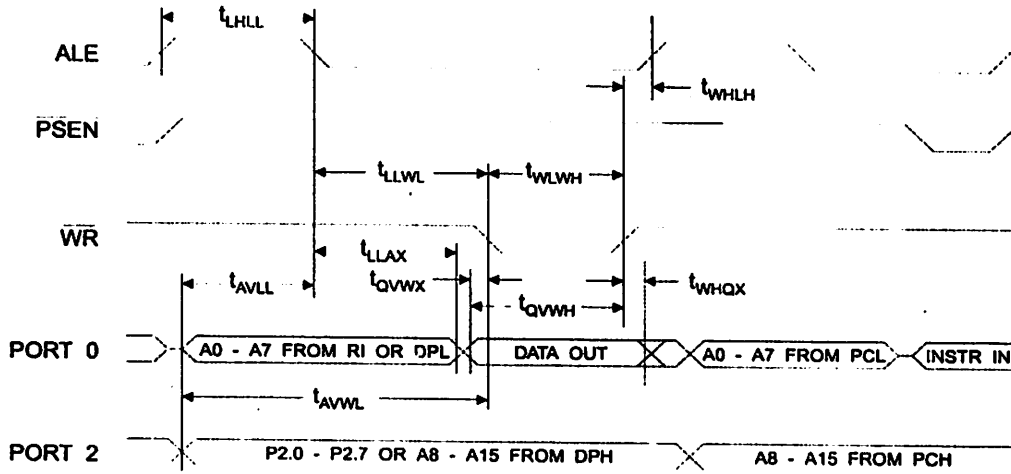 tLHLL
ALE
tWHLH
PSEN
tLLWL
tWLWH
WR
tLLAX
tAVLL
tQVWX
tWHQX
tQVWH
PORT 0
A0 - A7 FROM RI OR DPL
DATA OUT
A0 - A7 FROM PCL
INSTR IN
tAVWL
PORT 2
P2.0 - P2.7 OR A8 - A15 FROM DPH
A8 - A15 FROM PCH